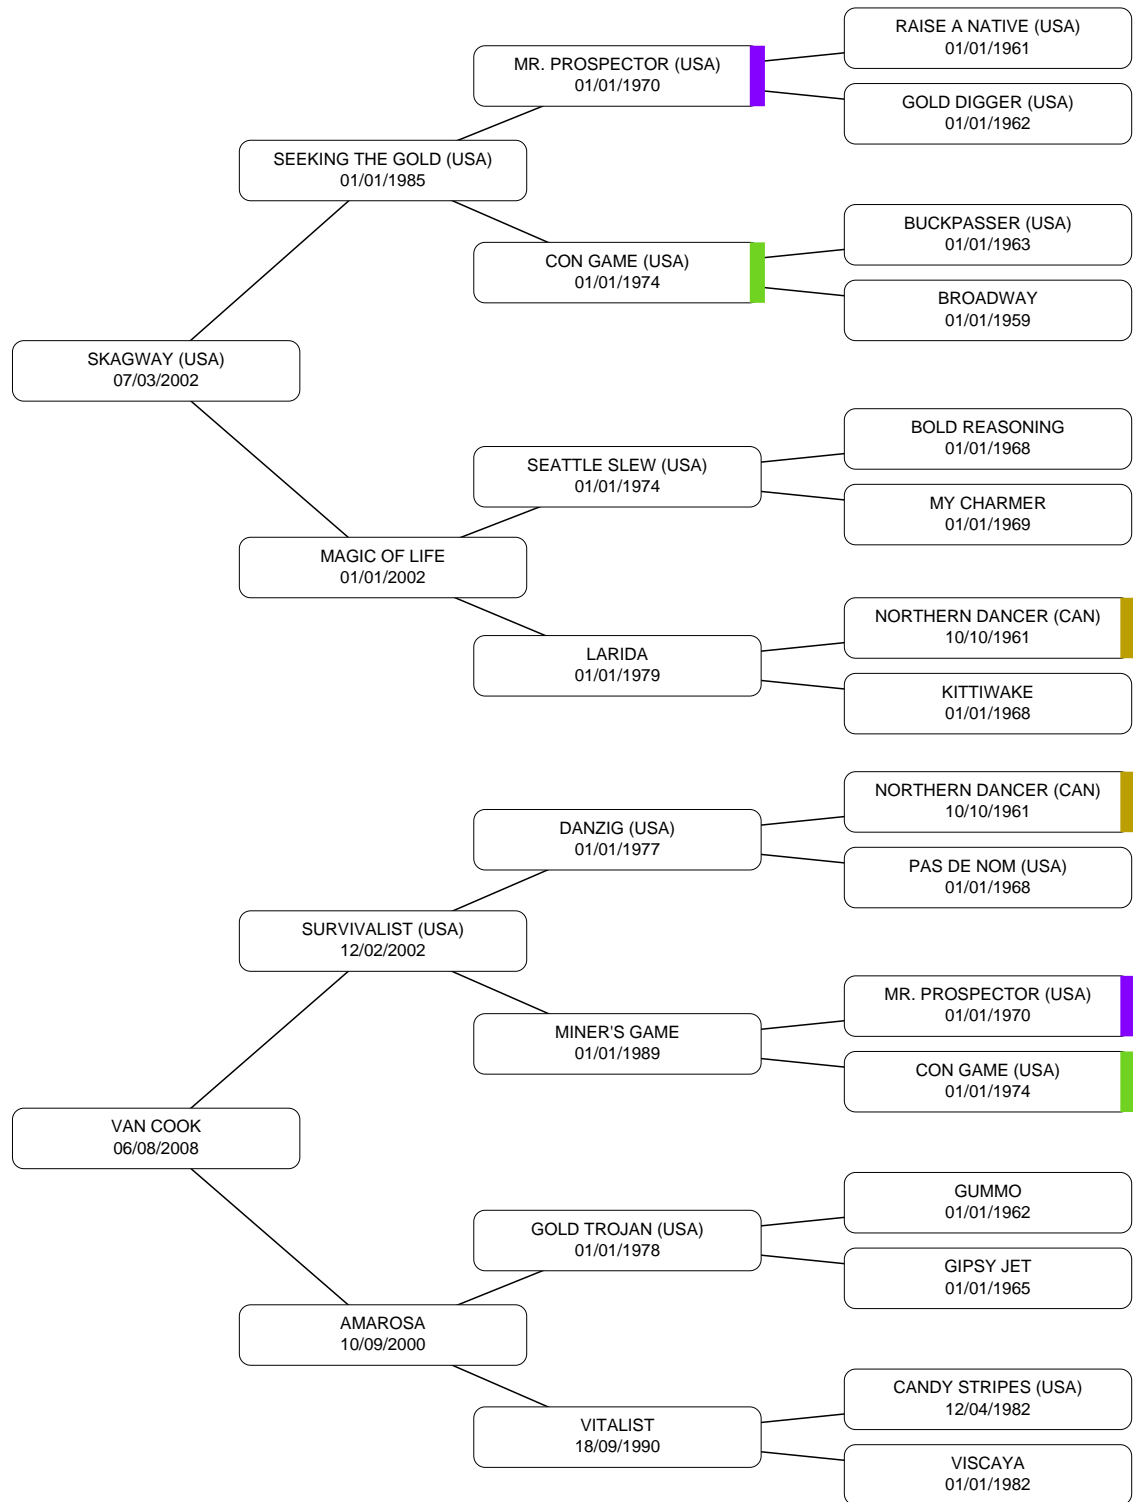 RAISE A NATIVE (USA)
01/01/1961
MR. PROSPECTOR (USA)
01/01/1970
GOLD DIGGER (USA)
01/01/1962
SEEKING THE GOLD (USA)
01/01/1985
BUCKPASSER (USA)
01/01/1963
CON GAME (USA)
01/01/1974
BROADWAY
01/01/1959
SKAGWAY (USA)
07/03/2002
BOLD REASONING
01/01/1968
SEATTLE SLEW (USA)
01/01/1974
MY CHARMER
01/01/1969
MAGIC OF LIFE
01/01/2002
NORTHERN DANCER (CAN)
10/10/1961
LARIDA
01/01/1979
KITTIWAKE
01/01/1968
NORTHERN DANCER (CAN)
10/10/1961
DANZIG (USA)
01/01/1977
PAS DE NOM (USA)
01/01/1968
SURVIVALIST (USA)
12/02/2002
MR. PROSPECTOR (USA)
01/01/1970
MINER'S GAME
01/01/1989
CON GAME (USA)
01/01/1974
VAN COOK
06/08/2008
GUMMO
01/01/1962
GOLD TROJAN (USA)
01/01/1978
GIPSY JET
01/01/1965
AMAROSA
10/09/2000
CANDY STRIPES (USA)
12/04/1982
VITALIST
18/09/1990
VISCAYA
01/01/1982